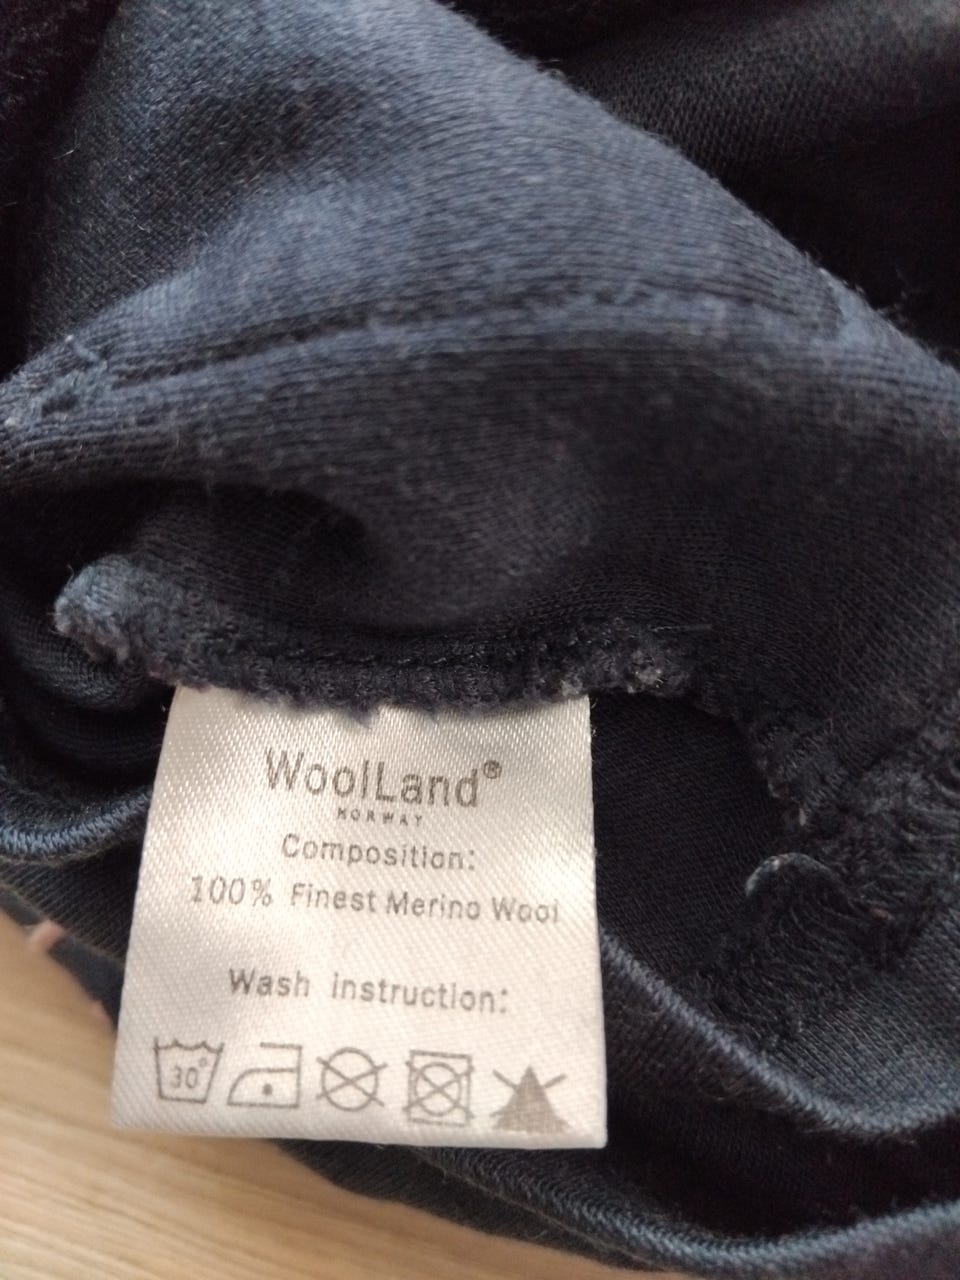 WoolLand®
NORWAY
Composition:
100% Finest Merino Wool
Wash instruction:
30°